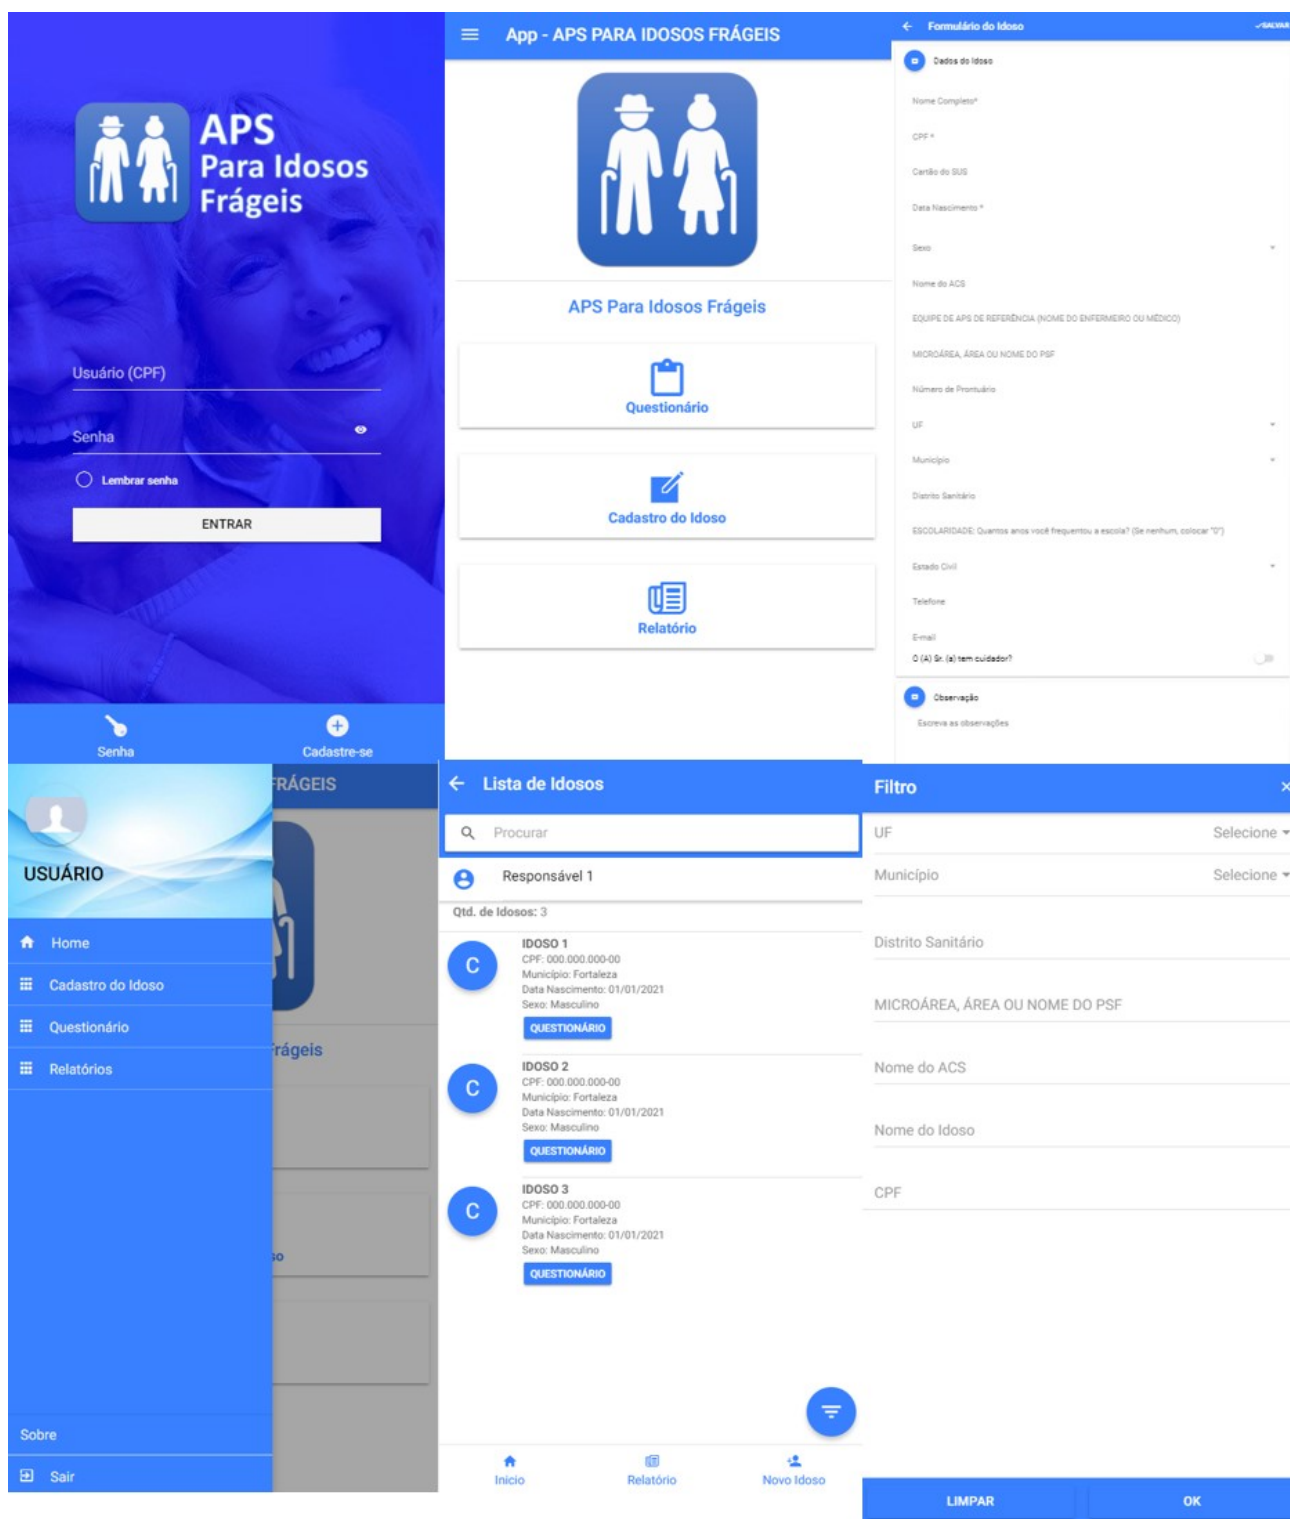 APS
Para Idosos
Frágeis
Usuário (CPF)
Senha
Lembrar senha
ENTRAR
Senha
Cadastre-se
App - APS PARA IDOSOS FRÁGEIS
APS Para Idosos Frágeis
Questionário
Cadastro do Idoso
Relatório
Formulário do Idoso
SALVAR
Dados do Idoso
Nome Completo*
CPF *
Cartão do SUS
Data Nascimento *
Sexo
Nome do ACS
EQUIPE DE APS DE REFERÊNCIA (NOME DO ENFERMEIRO OU MÉDICO)
MICROÁREA, ÁREA OU NOME DO PSF
Número de Prontuário
UF
Município
Distrito Sanitário
ESCOLARIDADE: Quantos anos você frequentou a escola? (Se nenhum, colocar "0")
Estado Civil
Telefone
E-mail
O (A) Sr. (a) tem cuidador?
Observação
Escreva as observações
FRÁGEIS
USUÁRIO
Home
Cadastro do Idoso
Questionário
Relatórios
Frágeis
so
Sobre
Sair
Lista de Idosos
Procurar
Responsável 1
Qtd. de Idosos: 3
C
IDOSO 1
CPF: 000.000.000-00
Município: Fortaleza
Data Nascimento: 01/01/2021
Sexo: Masculino
QUESTIONÁRIO
C
IDOSO 2
CPF: 000.000.000-00
Município: Fortaleza
Data Nascimento: 01/01/2021
Sexo: Masculino
QUESTIONÁRIO
C
IDOSO 3
CPF: 000.000.000-00
Município: Fortaleza
Data Nascimento: 01/01/2021
Sexo: Masculino
QUESTIONÁRIO
Inicio
Relatório
Novo Idoso
Filtro
UF Selecione
Município Selecione
Distrito Sanitário
MICROÁREA, ÁREA OU NOME DO PSF
Nome do ACS
Nome do Idoso
CPF
LIMPAR
OK